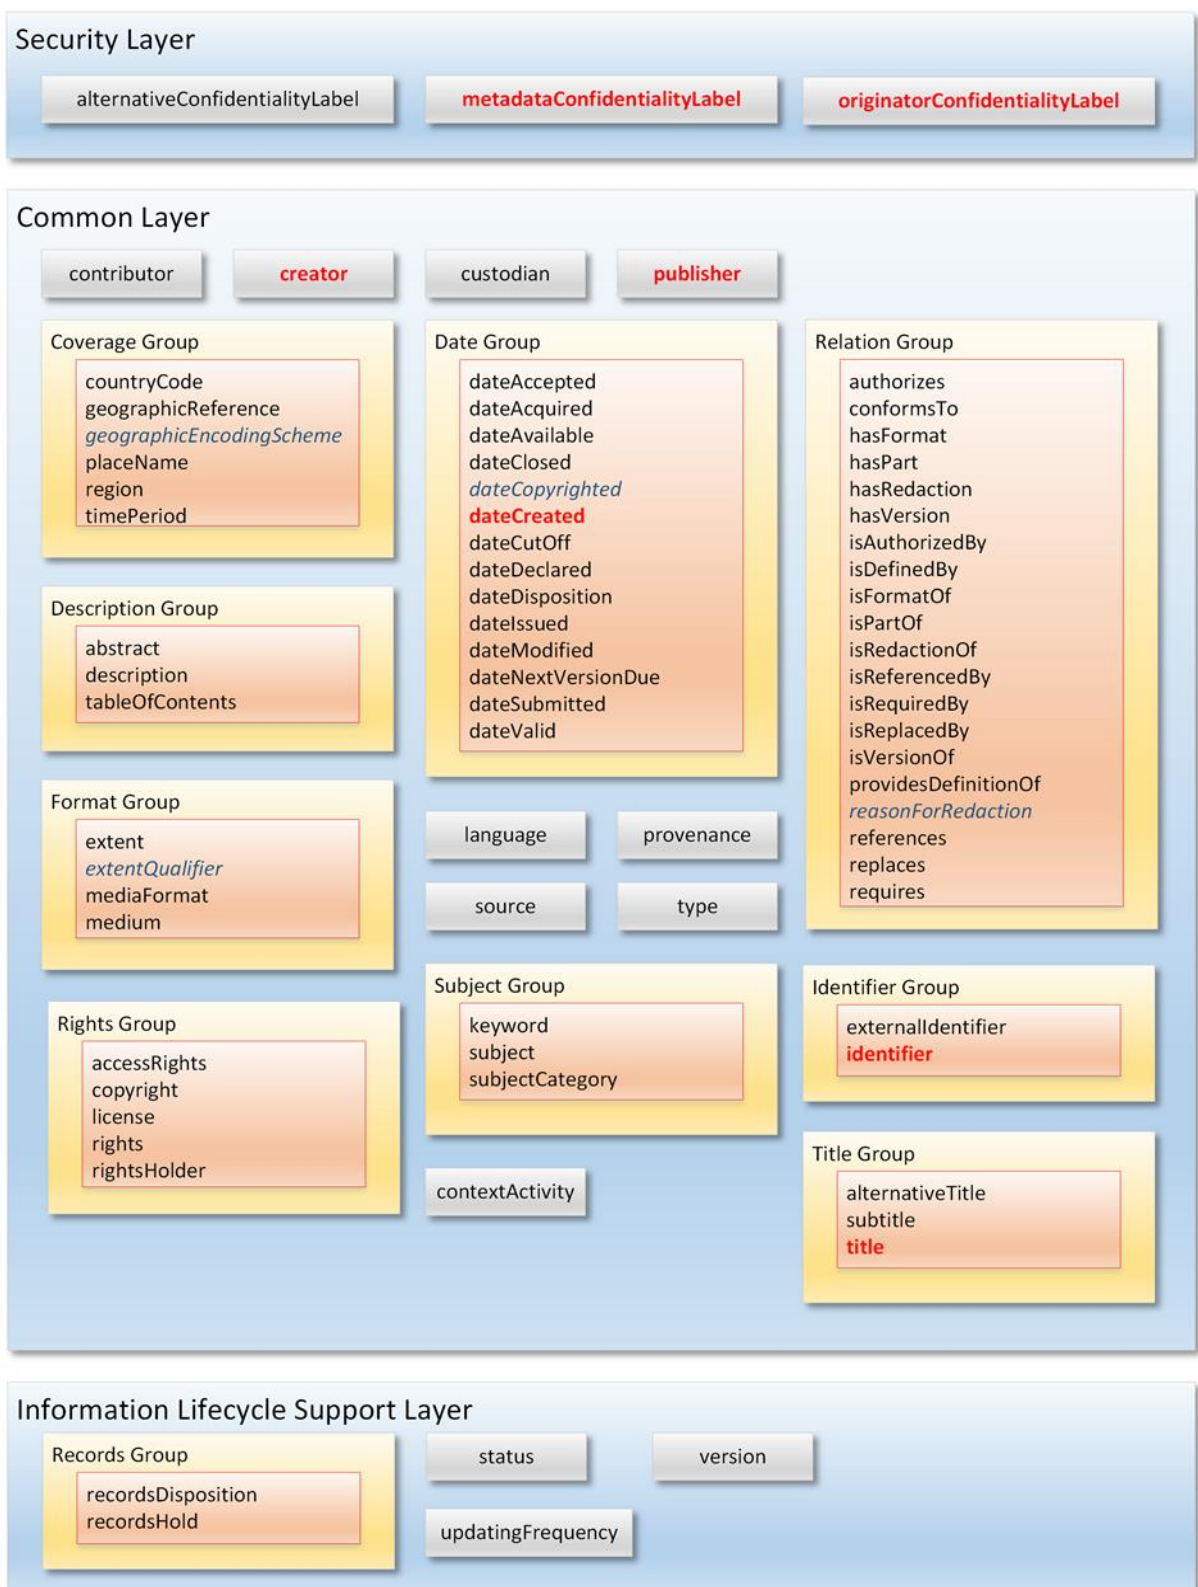 Security Layer
alternativeConfidentialityLabel
metadataConfidentialityLabel
originatorConfidentialityLabel
Common Layer
contributor
creator
custodian
publisher
Coverage Group
countryCode
geographicReference
geographicEncodingScheme
placeName
region
timePeriod
Description Group
abstract
description
tableOfContents
Format Group
extent
extentQualifier
mediaFormat
medium
Rights Group
accessRights
copyright
license
rights
rightsHolder
Date Group
dateAccepted
dateAcquired
dateAvailable
dateClosed
dateCopyrighted
dateCreated
dateCutOff
dateDeclared
dateDisposition
dateIssued
dateModified
dateNextVersionDue
dateSubmitted
dateValid
language
provenance
source
type
Subject Group
keyword
subject
subjectCategory
contextActivity
Relation Group
authorizes
conformsTo
hasFormat
hasPart
hasRedaction
hasVersion
isAuthorizedBy
isDefinedBy
isFormatOf
isPartOf
isRedactionOf
isReferencedBy
isRequiredBy
isReplacedBy
isVersionOf
providesDefinitionOf
reasonForRedaction
references
replaces
requires
Identifier Group
externalIdentifier
identifier
Title Group
alternativeTitle
subtitle
title
Information Lifecycle Support Layer
Records Group
recordsDisposition
recordsHold
status
version
updatingFrequency